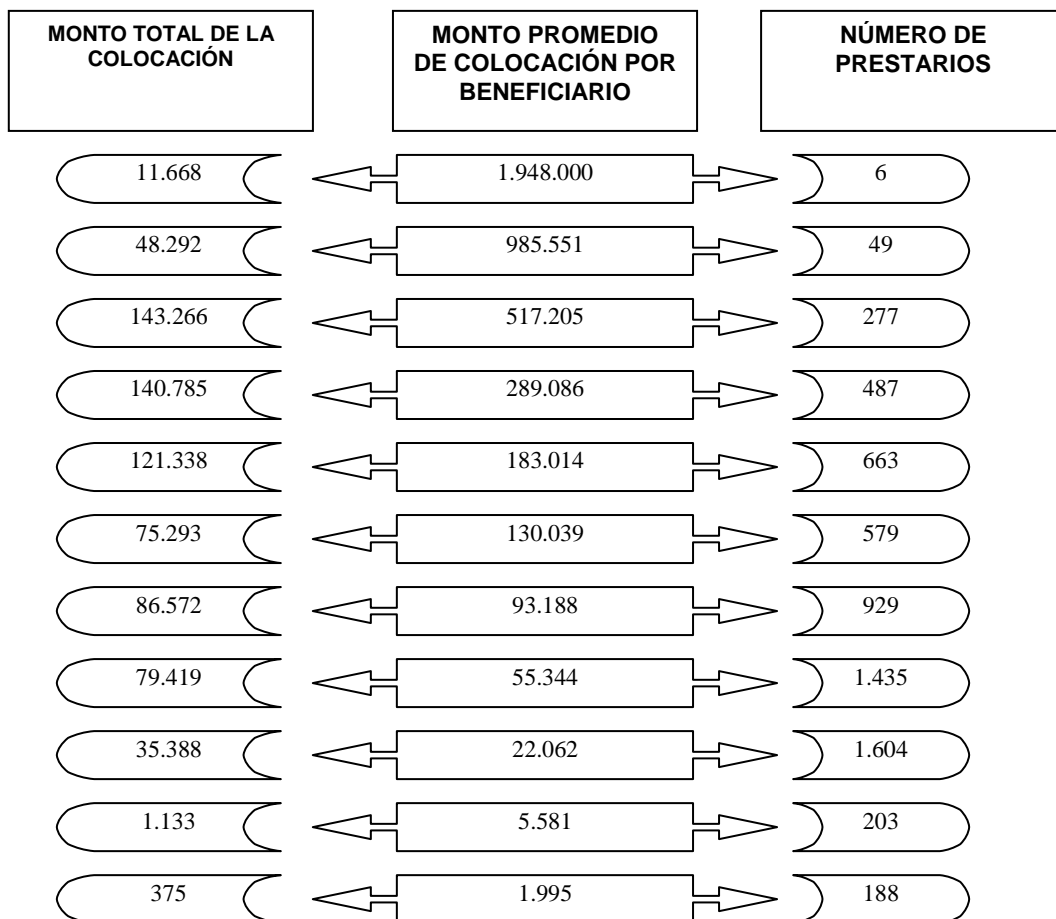 MONTO TOTAL DE LA
COLOCACIÓN
MONTO PROMEDIO
DE COLOCACIÓN POR
BENEFICIARIO
NÚMERO DE
PRESTARIOS
11.668 1.948.000 6
48.292 985.551 49
143.266 517.205 277
140.785 289.086 487
121.338 183.014 663
75.293 130.039 579
86.572 93.188 929
79.419 55.344 1.435
35.388 22.062 1.604
1.133 5.581 203
375 1.995 188